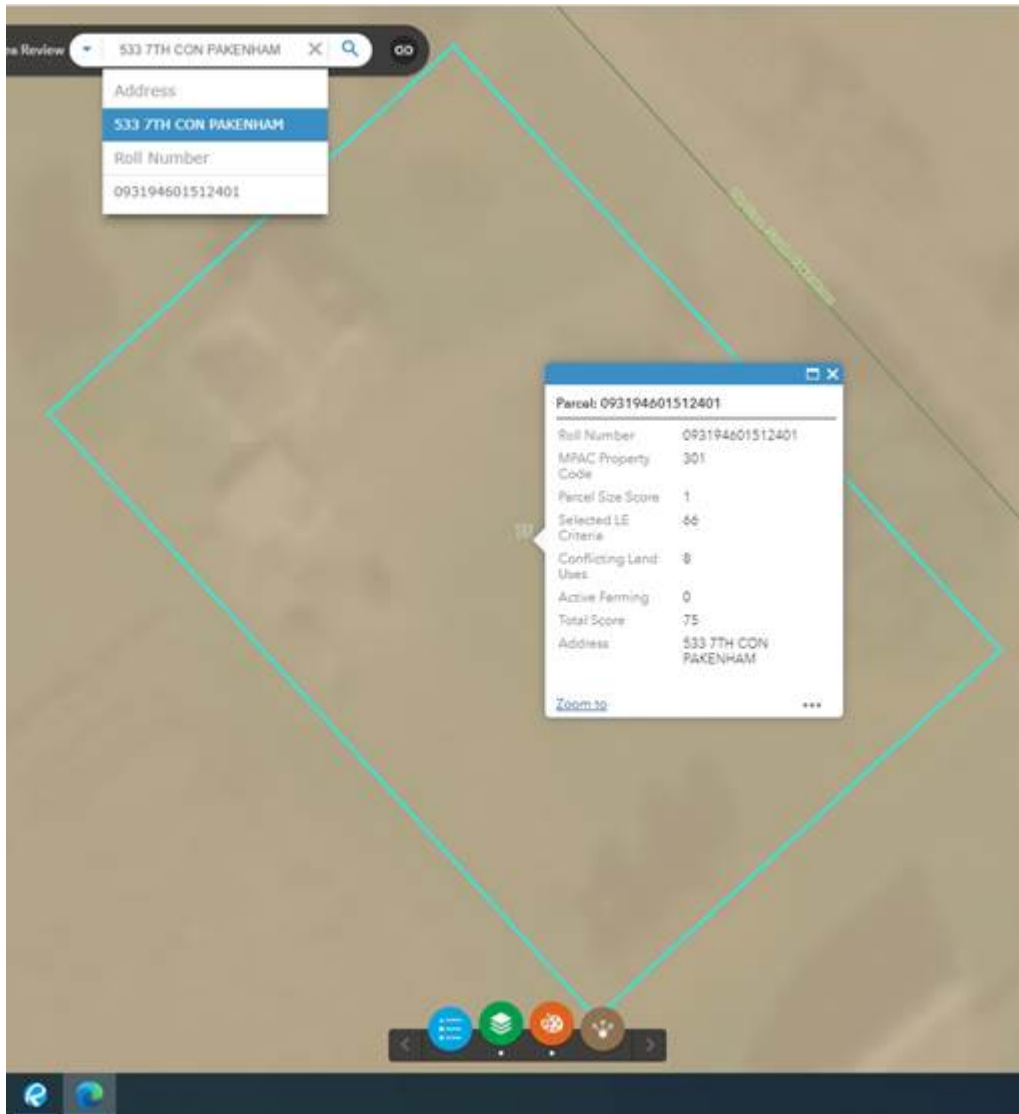 ea Review
533 7TH CON PAKENHAM
Address
533 7TH CON PAKENHAM
Roll Number
093194601512401
Parcel: 093194601512401
Roll Number 093194601512401
MPAC Property 301
Code
Parcel Size Score 1
Selected LE 66
Criteria
Conflicting Land 8
Uses
Active Farming 0
Total Score 75
Address 533 7TH CON
PAKENHAM
Zoom to